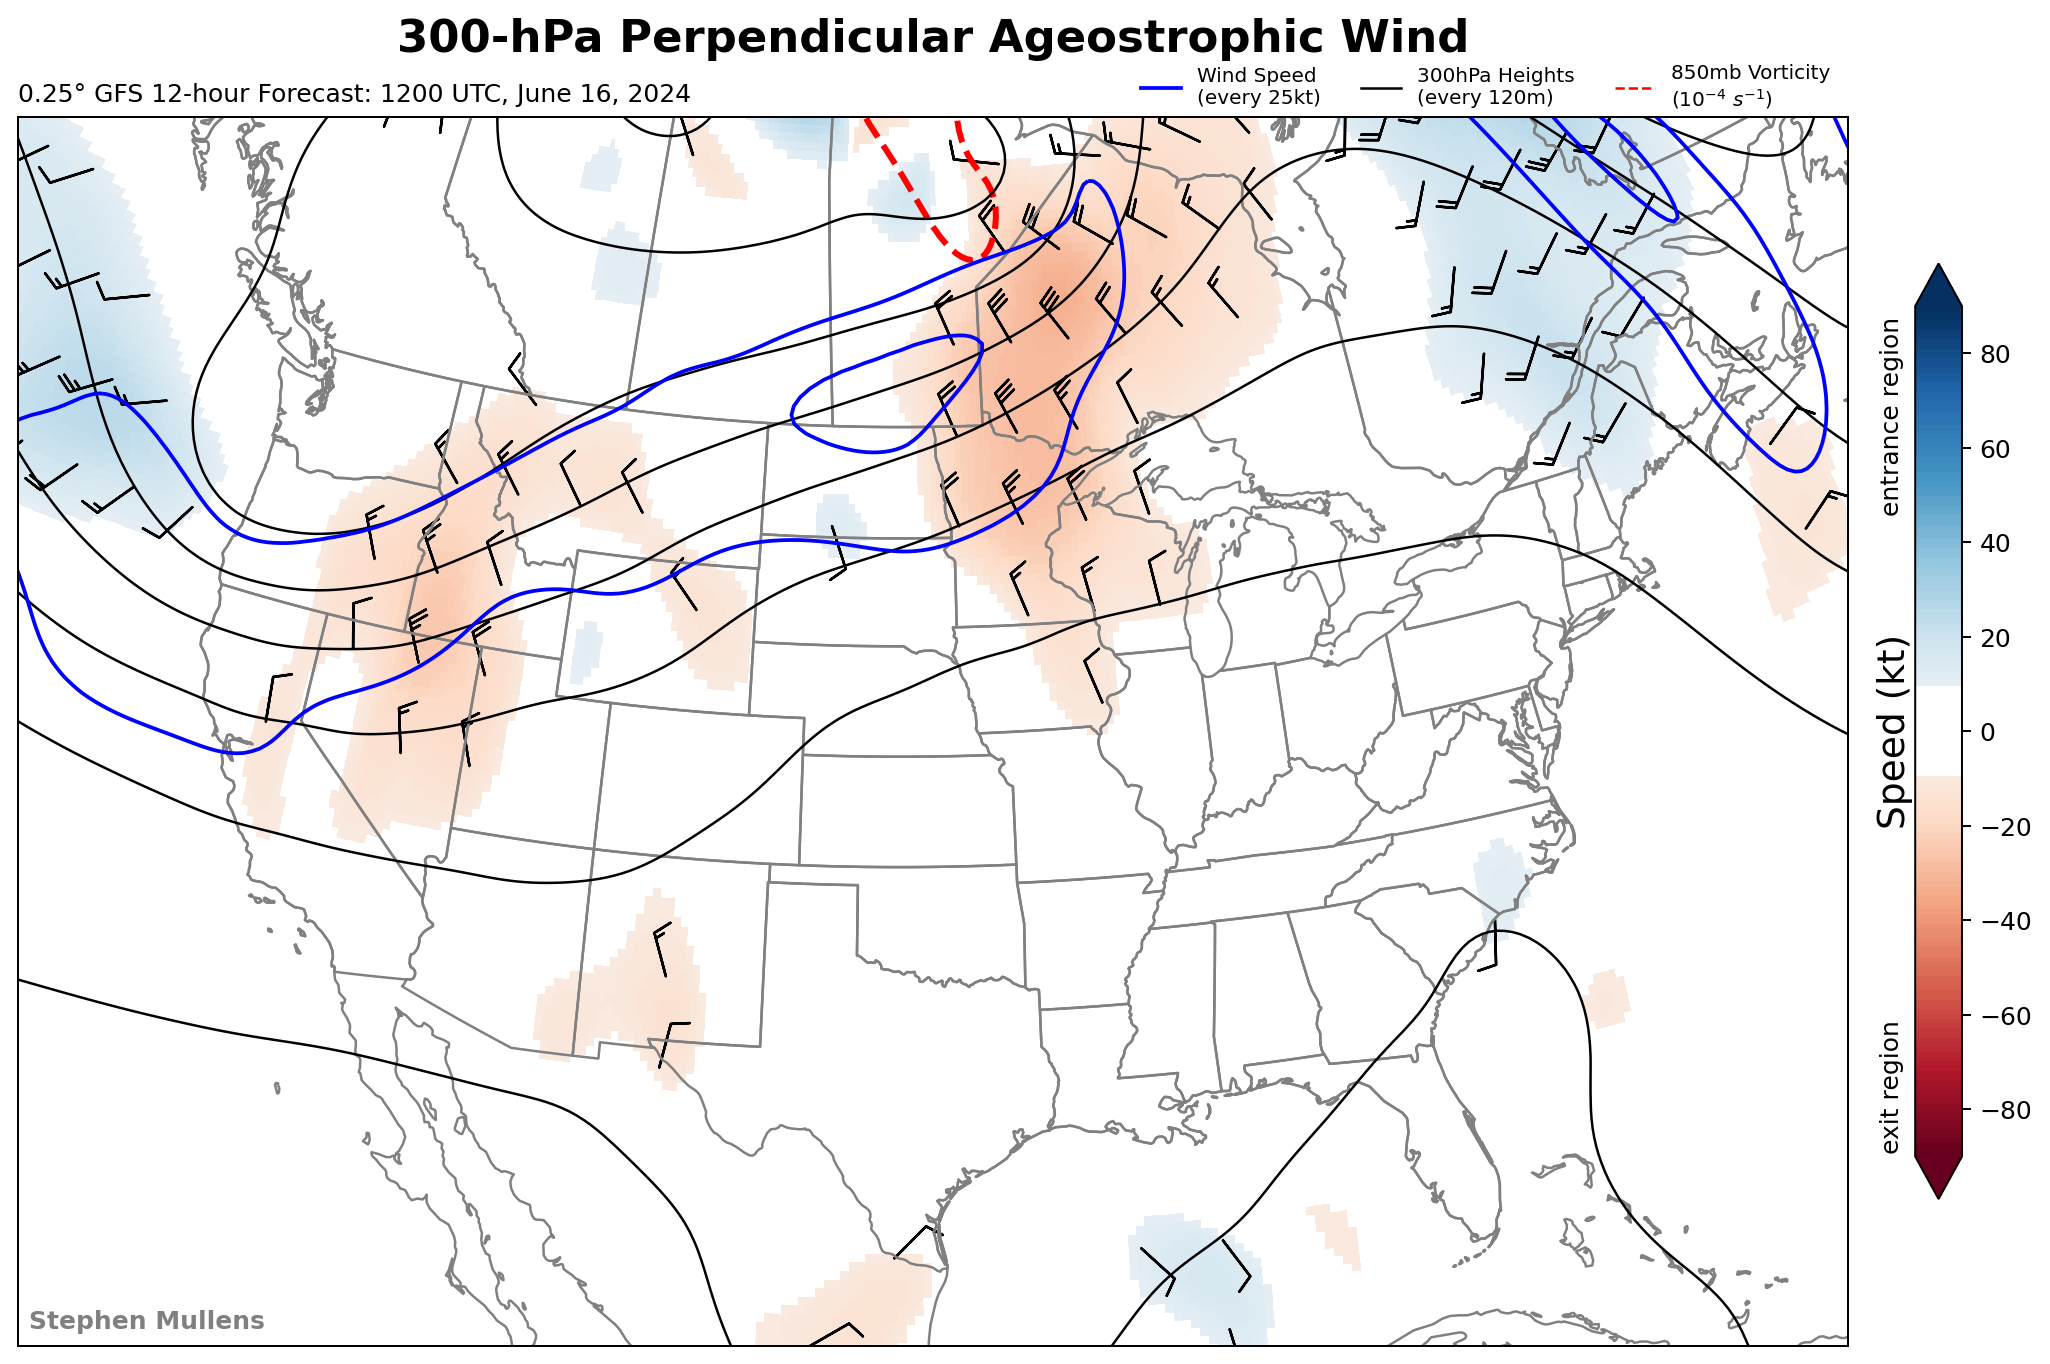 300-hPa Perpendicular Ageostrophic Wind
0.25° GFS 12-hour Forecast: 1200 UTC, June 16, 2024
Wind Speed
(every 25kt)
300hPa Heights
(every 120m)
850mb Vorticity
(10⁻⁴ s⁻¹)
entrance region
Speed (kt)
exit region
80
60
40
20
0
−20
−40
−60
−80
Stephen Mullens